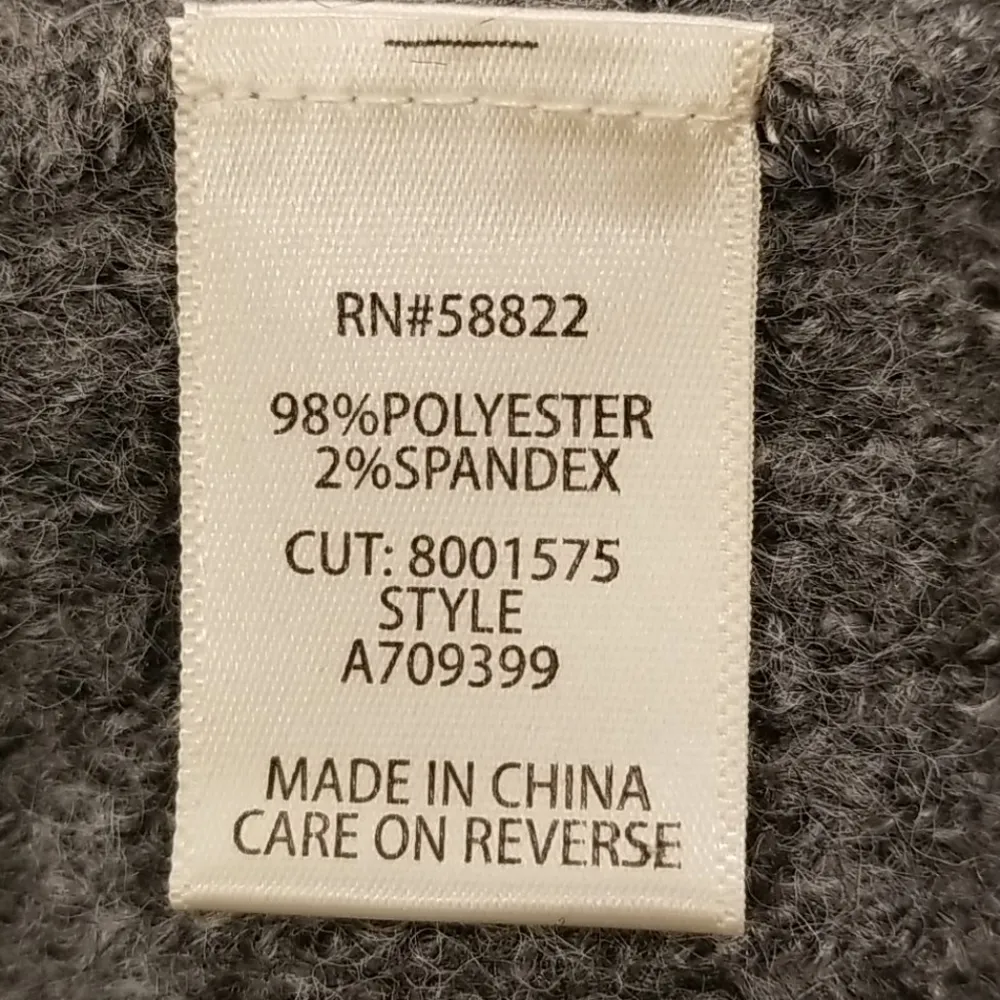 RN#58822
98%POLYESTER
2%SPANDEX
CUT: 8001575
STYLE
A709399
MADE IN CHINA
CARE ON REVERSE